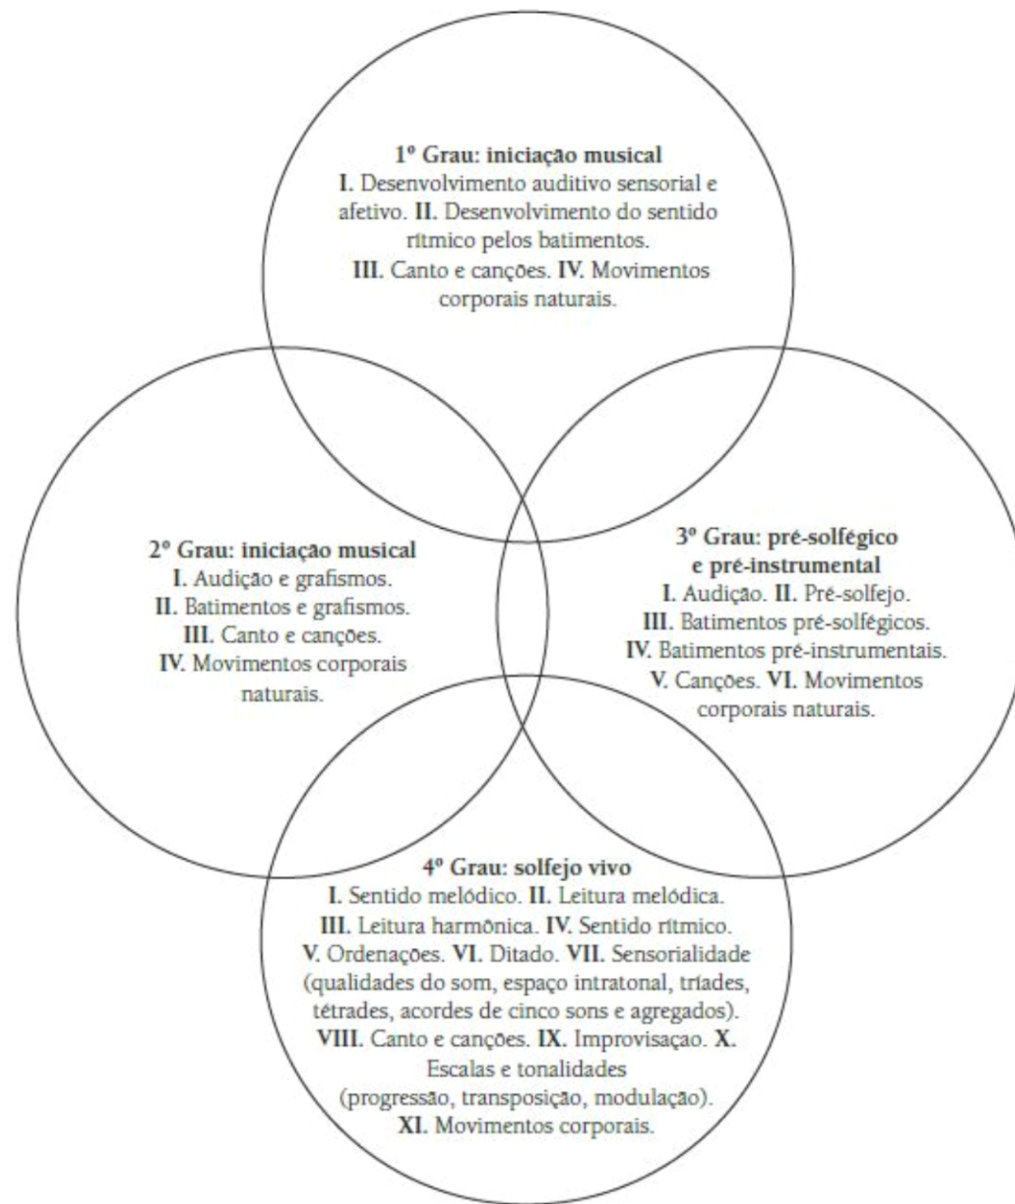 1º Grau: iniciação musical
I. Desenvolvimento auditivo sensorial e
afetivo. II. Desenvolvimento do sentido
rítmico pelos batimentos.
III. Canto e canções. IV. Movimentos
corporais naturais.
2º Grau: iniciação musical
I. Audição e grafismos.
II. Batimentos e grafismos.
III. Canto e canções.
IV. Movimentos corporais
naturais.
3º Grau: pré-solfégico
e pré-instrumental
I. Audição. II. Pré-solfejo.
III. Batimentos pré-solfégicos.
IV. Batimentos pré-instrumentais.
V. Canções. VI. Movimentos
corporais naturais.
4º Grau: solfejo vivo
I. Sentido melódico. II. Leitura melódica.
III. Leitura harmônica. IV. Sentido rítmico.
V. Ordenações. VI. Ditado. VII. Sensorialidade
(qualidades do som, espaço intratonal, tríades,
tétrades, acordes de cinco sons e agregados).
VIII. Canto e canções. IX. Improvisaçao. X.
Escalas e tonalidades
(progressão, transposição, modulação).
XI. Movimentos corporais.